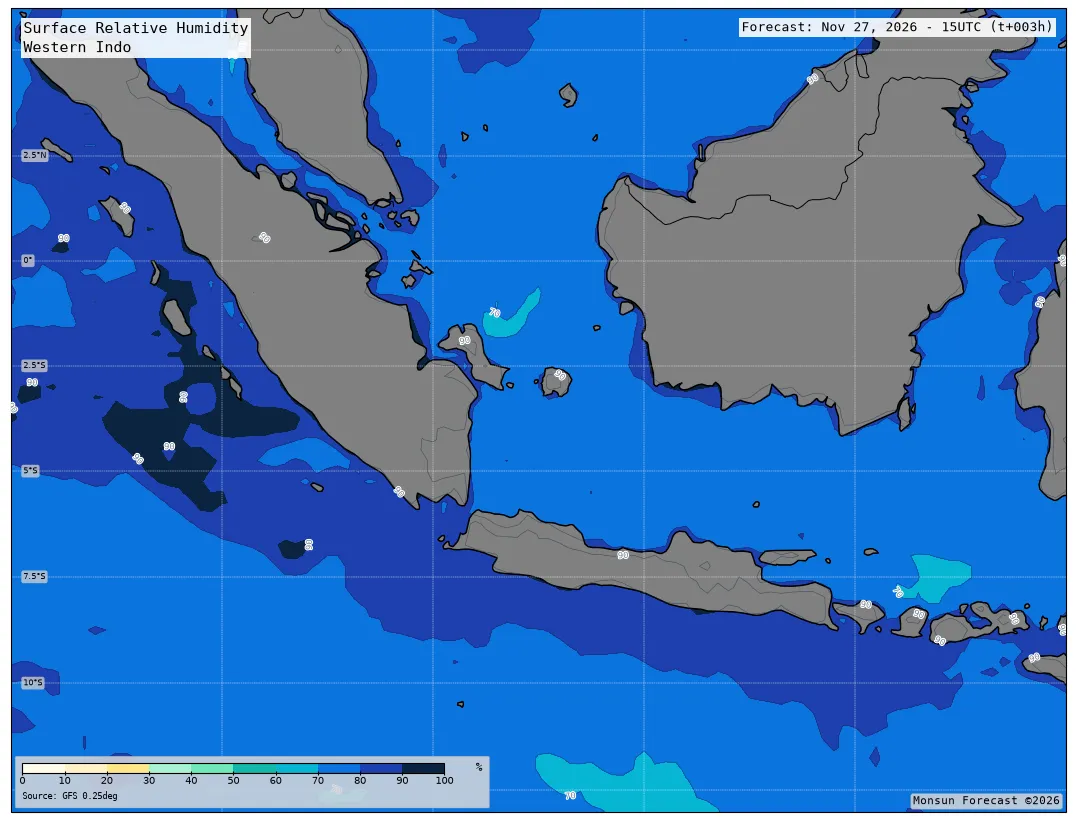 Surface Relative Humidity
Western Indo
Forecast: Nov 27, 2026 - 15UTC (t+003h)
90
2.5°N
90
90
90
0°
90
70
90
2.5°S
90
90
90
90
90
5°S
90
90
90
7.5°S
70
90
90
90
90
90
10°S
70
%
0 10 20 30 40 50 60 70 80 90 100
Source: GFS 0.25deg
Monsun Forecast ©2026